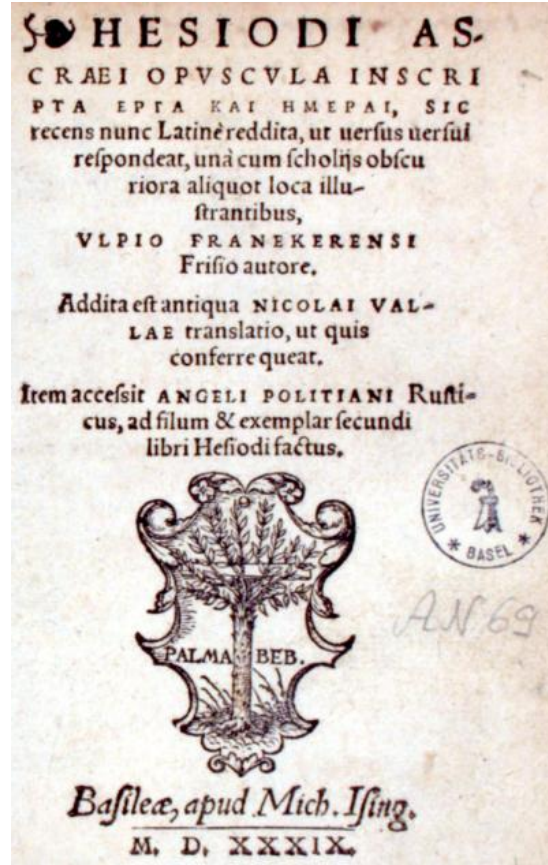 HESIODI AS-
CRAEI OPVSCVLA INSCRI
PTA ΕΡΓΑ ΚΑΙ ΗΜΕΡΑΙ, SIC
recens nunc Latinè reddita, ut uersus uersui
reſpondeat, unà cum ſcholijs obſcu
riora aliquot loca illu-
ſtrantibus,
VLPIO FRANEKERENSI
Friſio autore.
Addita eſt antiqua NICOLAI VAL-
LAE translatio, ut quis
conferre queat.
Item acceſsit ANGELI POLITIANI Ruſti-
cus, ad filum & exemplar ſecundi
libri Heſiodi factus.
UNIVERSITÄTS-BIBLIOTHEK
* BASEL *
AN 69
PALMA BEB.
Baſileæ, apud Mich. Iſing.
M. D. XXXIX.